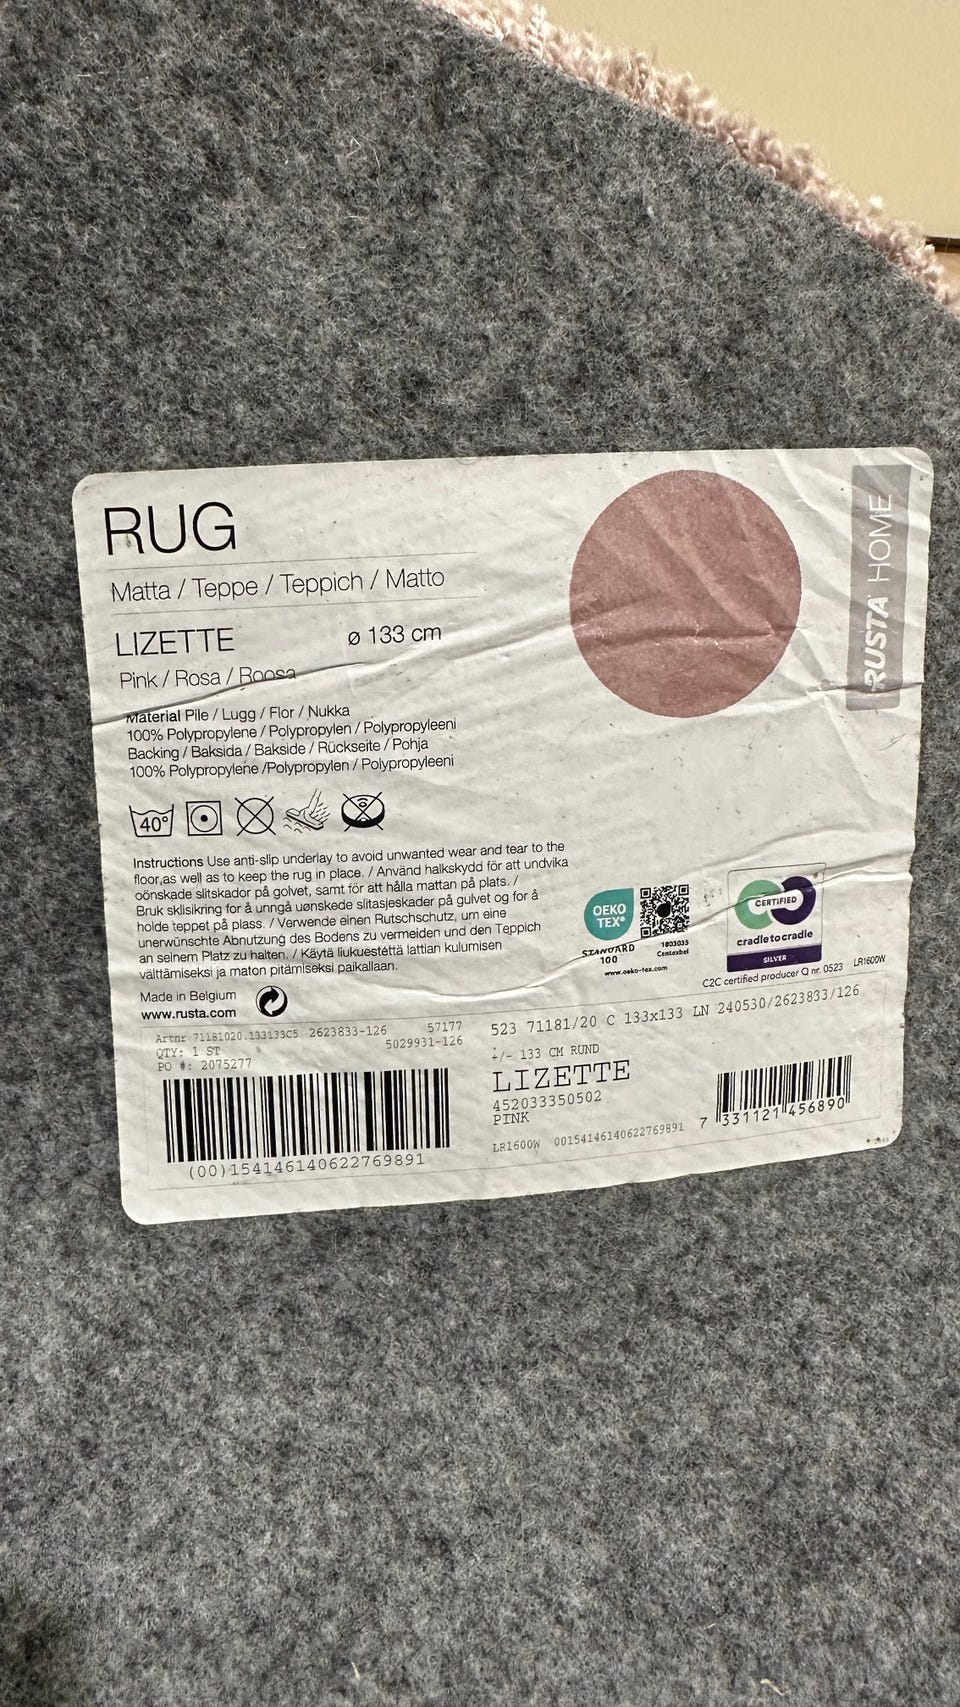 RUG
Matta / Teppe / Teppich / Matto
LIZETTE ø 133 cm
Pink / Rosa / Roosa
RUSTA HOME
Material Pile / Lugg / Flor / Nukka
100% Polypropylene / Polypropylen / Polypropyleeni
Backing / Baksida / Bakside / Rückseite / Pohja
100% Polypropylene /Polypropylen / Polypropyleeni
40°
Instructions Use anti-slip underlay to avoid unwanted wear and tear to the
floor,as well as to keep the rug in place. / Använd halkskydd för att undvika
oönskade slitskador på golvet, samt för att hålla mattan på plats. /
Bruk sklisikring for å unngå uønskede slitasjeskader på gulvet og for å
holde teppet på plass. / Verwende einen Rutschschutz, um eine
unerwünschte Abnutzung des Bodens zu vermeiden und den Teppich
an seinem Platz zu halten. / Käytä liukuestettä lattian kulumisen
välttämiseksi ja maton pitämiseksi paikallaan.
OEKO
TEX®
STANDARD
100
1803035
Centexbel
www.oeko-tex.com
CERTIFIED
cradletocradle
SILVER
C2C certified producer Q nr. 0523 LR1600W
Made in Belgium
www.rusta.com
Artnr 71181020.133133C5 2623833-126 57177
QTY: 1 ST 5029931-126
PO #: 2075277
(00)154146140622769891
523 71181/20 C 133x133 LN 240530/2623833/126
+/- 133 CM RUND
LIZETTE
452033350502
PINK
LR1600W 00154146140622769891
7 331121 456890